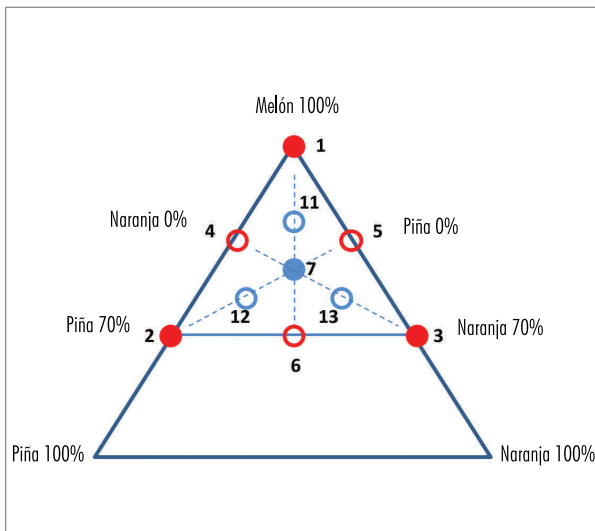 Melón 100%
1
11
Naranja 0%
4
5
Piña 0%
7
12
13
Piña 70%
2
3
Naranja 70%
6
Piña 100%
Naranja 100%